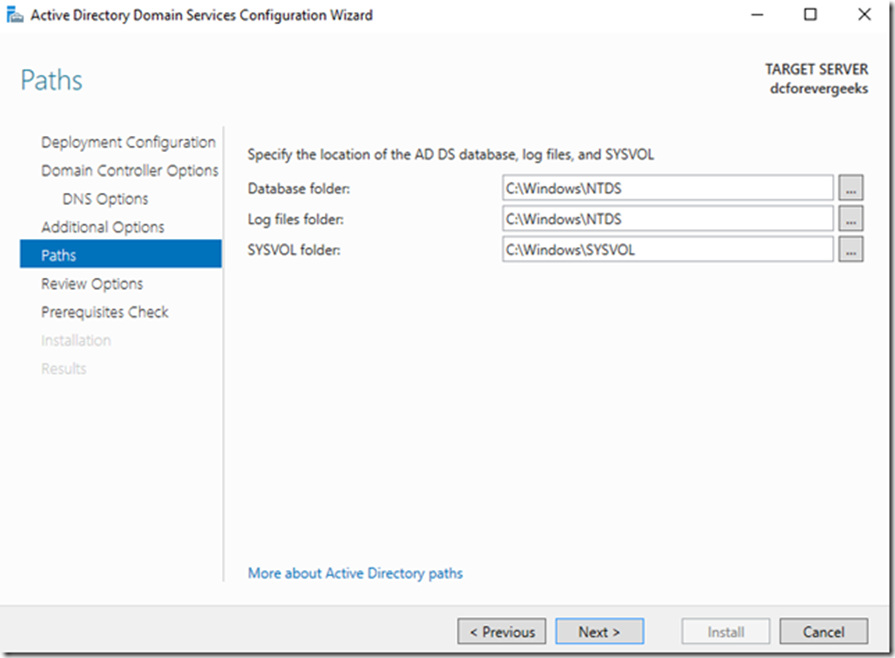 Active Directory Domain Services Configuration Wizard
Paths
TARGET SERVER
dcforevergeeks
Deployment Configuration
Domain Controller Options
DNS Options
Additional Options
Paths
Review Options
Prerequisites Check
Installation
Results
Specify the location of the AD DS database, log files, and SYSVOL
Database folder: C:\Windows\NTDS ...
Log files folder: C:\Windows\NTDS ...
SYSVOL folder: C:\Windows\SYSVOL ...
More about Active Directory paths
< Previous Next > Install Cancel